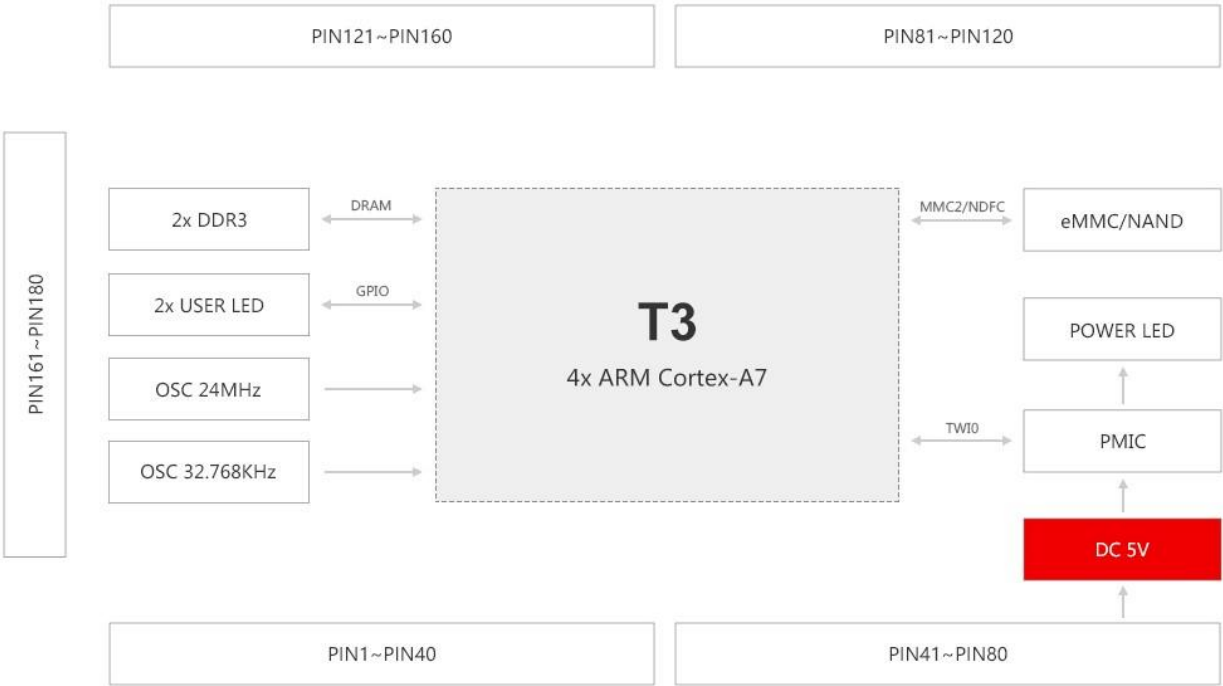 PIN121~PIN160
PIN81~PIN120
PIN161~PIN180
2x DDR3
DRAM
2x USER LED
GPIO
OSC 24MHz
OSC 32.768KHz
T3
4x ARM Cortex-A7
MMC2/NDFC
eMMC/NAND
POWER LED
TWI0
PMIC
DC 5V
PIN1~PIN40
PIN41~PIN80